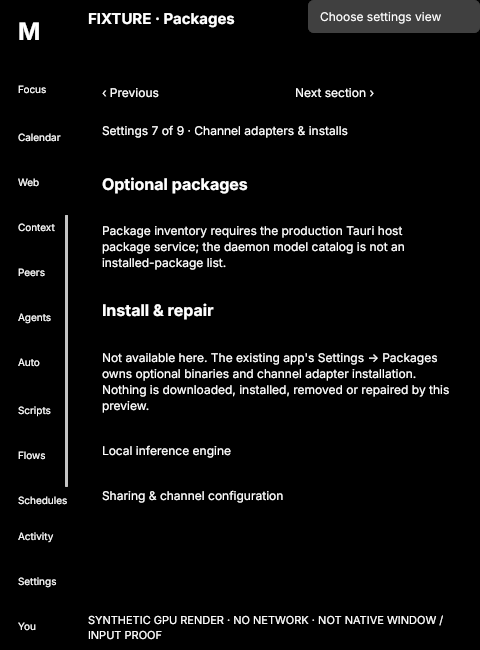 M
FIXTURE · Packages
Choose settings view
Focus
Calendar
Web
Context
Peers
Agents
Auto
Scripts
Flows
Schedules
Activity
Settings
You
‹ Previous
Next section ›
Settings 7 of 9 · Channel adapters & installs
Optional packages
Package inventory requires the production Tauri host
package service; the daemon model catalog is not an
installed-package list.
Install & repair
Not available here. The existing app's Settings → Packages
owns optional binaries and channel adapter installation.
Nothing is downloaded, installed, removed or repaired by this
preview.
Local inference engine
Sharing & channel configuration
SYNTHETIC GPU RENDER · NO NETWORK · NOT NATIVE WINDOW /
INPUT PROOF